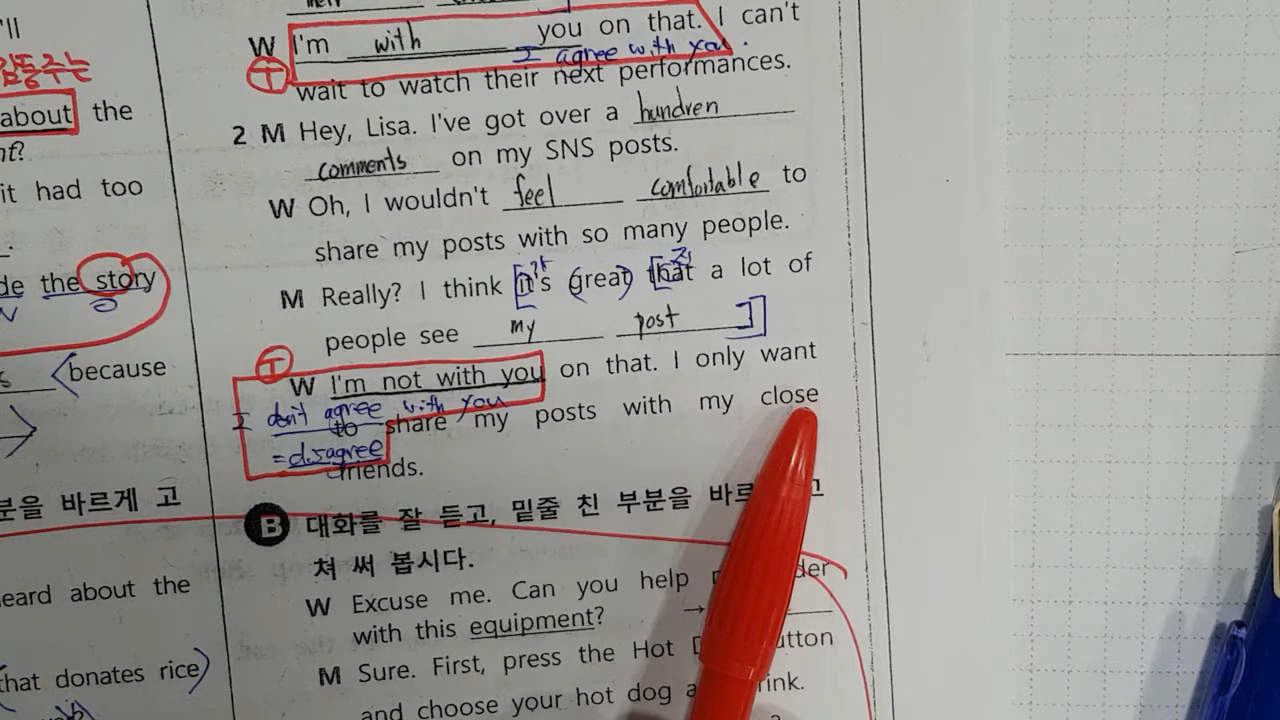 'll
W I'm with you on that. I can't
I agree with you.
T
wait to watch their next performances.
about the
2 M Hey, Lisa. I've got over a hundren
comments on my SNS posts.
it had too
W Oh, I wouldn't feel comfortable to
share my posts with so many people.
the story
M Really? I think [it's (great) [that a lot of
people see my post ]]
because
T
W I'm not with you on that. I only want
I don't agree with you
to share my posts with my close
= disagree
friends.
분을 바르게 고
B 대화를 잘 듣고, 밑줄 친 부분을
쳐 써 봅시다.
heard about the
W Excuse me. Can you help
with this equipment? →
that donates rice)
M Sure. First, press the Hot
and choose your hot dog